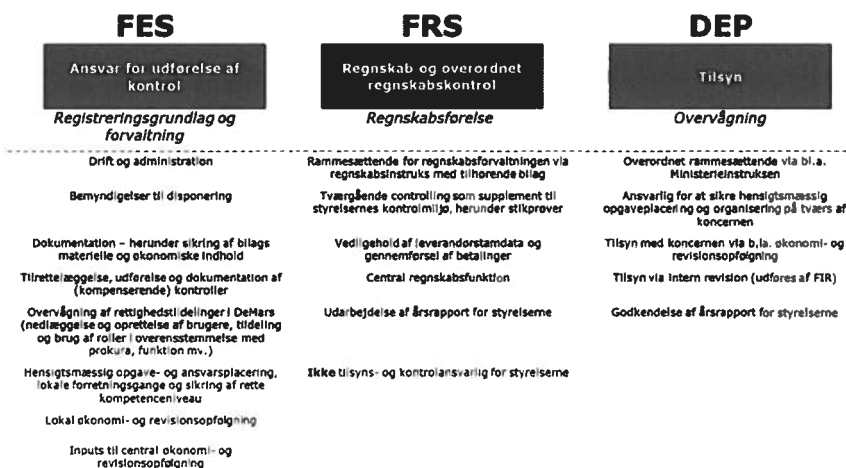 FES
Ansvar for udførelse af
kontrol
Registreringsgrundlag og
forvaltning
Drift og administration
Bemyndigelser til disponering
Dokumentation – herunder sikring af bilags
materielle og økonomiske indhold
Tilrettelæggelse, udførelse og dokumentation af
(kompenserende) kontroller
Overvågning af rettighedstildelinger i DeMars
(nedlæggelse og oprettelse af brugere, tildeling
og brug af roller i overensstemmelse med
prokura, funktion mv.)
Hensigtsmæssig opgave- og ansvarsplacering,
lokale forretningsgange og sikring af rette
kompetenceniveau
Lokal økonomi- og revisionsopfølgning
Inputs til central økonomi- og
revisionsopfølgning
FRS
Regnskab og overordnet
regnskabskontrol
Regnskabsførelse
Rammesættende for regnskabsforvaltningen via
regnskabsinstruks med tilhørende bilag
Tværgående controlling som supplement til
styrelsernes kontrolmiljø, herunder stikprøver
Vedligehold af leverandørstamdata og
gennemførsel af betalinger
Central regnskabsfunktion
Udarbejdelse af årsrapport for styrelserne
Ikke tilsyns- og kontrolansvarlig for styrelserne
DEP
Tilsyn
Overvågning
Overordnet rammesættende via bl.a.
Ministerieinstruksen
Ansvarlig for at sikre hensigtsmæssig
opgaveplacering og organisering på tværs af
koncernen
Tilsyn med koncernen via b.la. økonomi- og
revisionsopfølgning
Tilsyn via intern revision (udføres af FIR)
Godkendelse af årsrapport for styrelserne